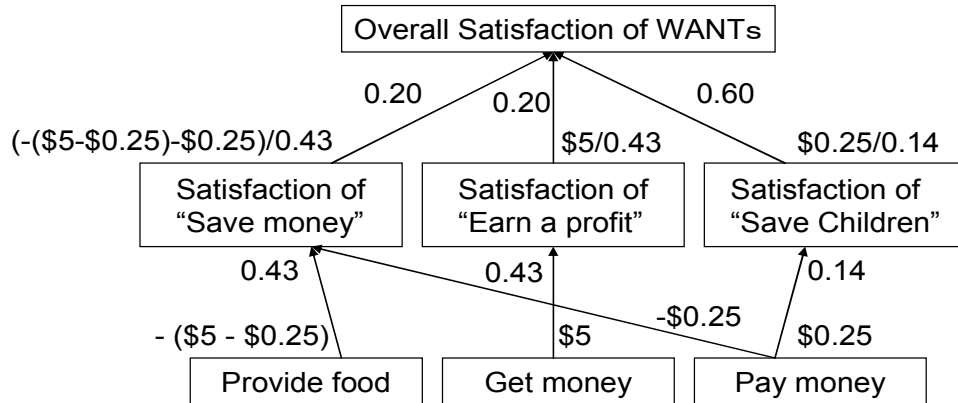 Overall Satisfaction of WANTs
0.20
0.20
0.60
(-($5-$0.25)-$0.25)/0.43
$5/0.43
$0.25/0.14
Satisfaction of
“Save money”
Satisfaction of
“Earn a profit”
Satisfaction of
“Save Children”
0.43
0.43
0.14
- ($5 - $0.25)
$5
-$0.25
$0.25
Provide food
Get money
Pay money